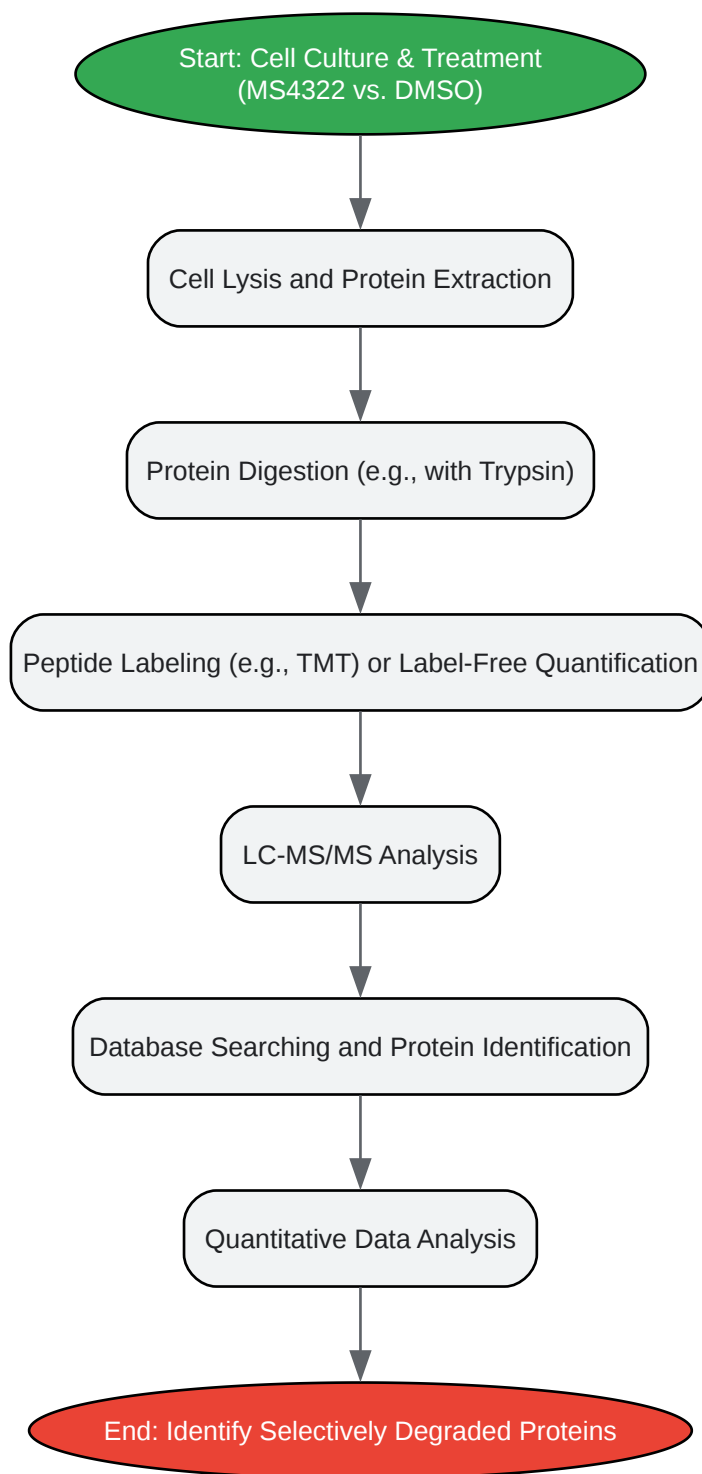 Start: Cell Culture & Treatment
(MS4322 vs. DMSO)
Cell Lysis and Protein Extraction
Protein Digestion (e.g., with Trypsin)
Peptide Labeling (e.g., TMT) or Label-Free Quantification
LC-MS/MS Analysis
Database Searching and Protein Identification
Quantitative Data Analysis
End: Identify Selectively Degraded Proteins